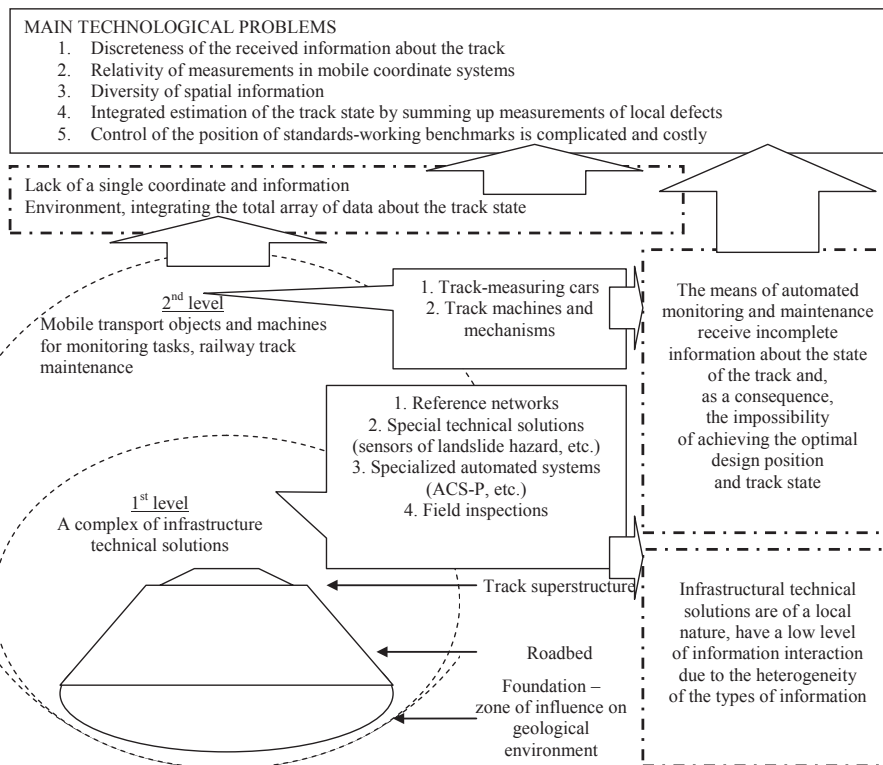 MAIN TECHNOLOGICAL PROBLEMS
1. Discreteness of the received information about the track
2. Relativity of measurements in mobile coordinate systems
3. Diversity of spatial information
4. Integrated estimation of the track state by summing up measurements of local defects
5. Control of the position of standards-working benchmarks is complicated and costly
Lack of a single coordinate and information
Environment, integrating the total array of data about the track state
2nd level
Mobile transport objects and machines
for monitoring tasks, railway track
maintenance
1. Track-measuring cars
2. Track machines and
mechanisms
The means of automated
monitoring and maintenance
receive incomplete
information about the state
of the track and,
as a consequence,
the impossibility
of achieving the optimal
design position
and track state
1. Reference networks
2. Special technical solutions
(sensors of landslide hazard, etc.)
3. Specialized automated systems
(ACS-P, etc.)
4. Field inspections
1st level
A complex of infrastructure
technical solutions
Track superstructure
Roadbed
Foundation –
zone of influence on
geological
environment
Infrastructural technical
solutions are of a local
nature, have a low level
of information interaction
due to the heterogeneity
of the types of information